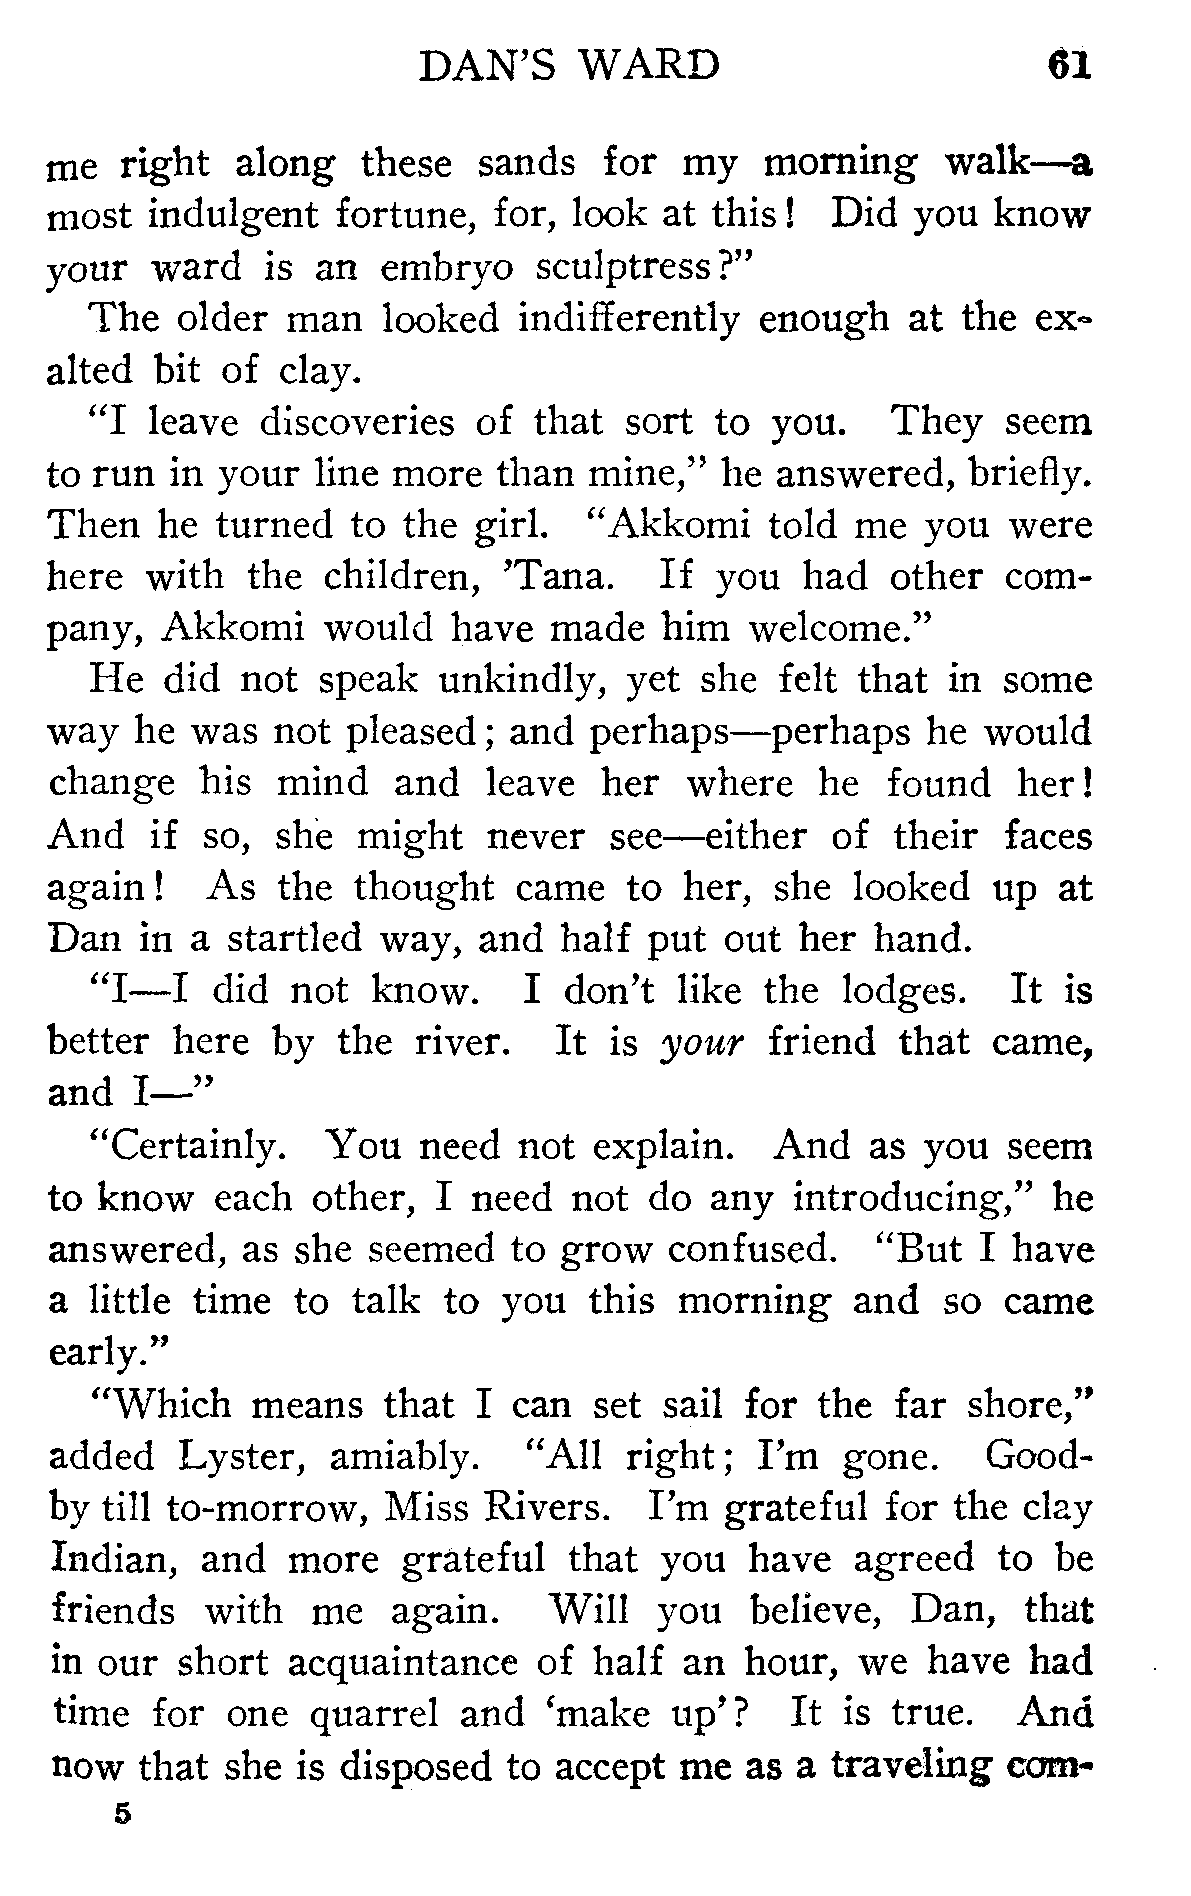 DAN'S WARD 61
me right along these sands for my morning walk—a
most indulgent fortune, for, look at this! Did you know
your ward is an embryo sculptress?”
The older man looked indifferently enough at the ex-
alted bit of clay.
“I leave discoveries of that sort to you. They seem
to run in your line more than mine,” he answered, briefly.
Then he turned to the girl. “Akkomi told me you were
here with the children, ’Tana. If you had other com-
pany, Akkomi would have made him welcome.”
He did not speak unkindly, yet she felt that in some
way he was not pleased; and perhaps—perhaps he would
change his mind and leave her where he found her!
And if so, she might never see—either of their faces
again! As the thought came to her, she looked up at
Dan in a startled way, and half put out her hand.
“I—I did not know. I don’t like the lodges. It is
better here by the river. It is your friend that came,
and I—”
“Certainly. You need not explain. And as you seem
to know each other, I need not do any introducing,” he
answered, as she seemed to grow confused. “But I have
a little time to talk to you this morning and so came
early.”
“Which means that I can set sail for the far shore,”
added Lyster, amiably. “All right; I’m gone. Good-
by till to-morrow, Miss Rivers. I’m grateful for the clay
Indian, and more grateful that you have agreed to be
friends with me again. Will you believe, Dan, that
in our short acquaintance of half an hour, we have had
time for one quarrel and ‘make up’? It is true. And
now that she is disposed to accept me as a traveling com-
5